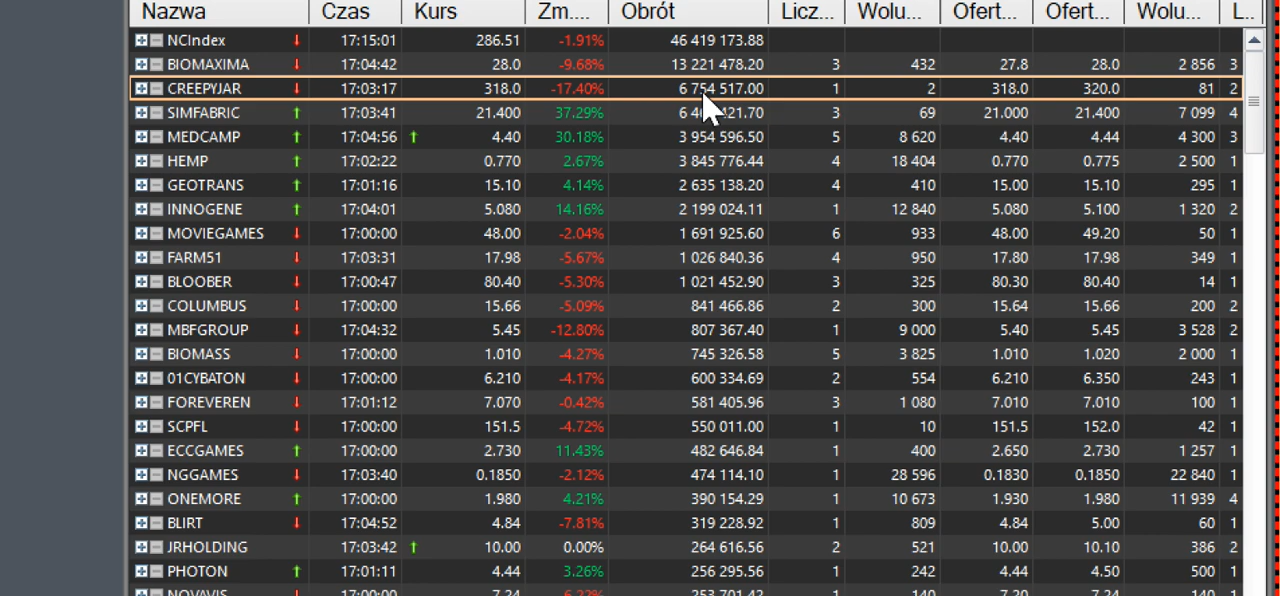 Nazwa Czas Kurs Zm.... Obrót Licz... Wolu... Ofert... Ofert... Wolu... L..
NCIndex 17:15:01 286.51 -1.91% 46 419 173.88
BIOMAXIMA 17:04:42 28.0 -9.68% 13 221 478.20 3 432 27.8 28.0 2 856 3
CREEPYJAR 17:03:17 318.0 -17.40% 6 754 517.00 1 2 318.0 320.0 81 2
SIMFABRIC 17:03:41 21.400 37.29% 3 69 21.000 21.400 7 099 4
MEDCAMP 17:04:56 4.40 30.18% 3 954 596.50 5 8 620 4.40 4.44 4 300 3
HEMP 17:02:22 0.770 2.67% 3 845 776.44 4 18 404 0.770 0.775 2 500 1
GEOTRANS 17:01:16 15.10 4.14% 2 635 138.20 4 410 15.00 15.10 295 1
INNOGENE 17:04:01 5.080 14.16% 2 199 024.11 1 12 840 5.080 5.100 1 320 2
MOVIEGAMES 17:00:00 48.00 -2.04% 1 691 925.60 6 933 48.00 49.20 50 1
FARM51 17:03:31 17.98 -5.67% 1 026 840.36 4 950 17.80 17.98 349 1
BLOOBER 17:00:47 80.40 -5.30% 1 021 452.90 3 325 80.30 80.40 14 1
COLUMBUS 17:00:00 15.66 -5.09% 841 466.86 2 300 15.64 15.66 200 2
MBFGROUP 17:04:32 5.45 -12.80% 807 367.40 1 9 000 5.40 5.45 3 528 2
BIOMASS 17:00:00 1.010 -4.27% 745 326.58 5 3 825 1.010 1.020 2 000 1
01CYBATON 17:00:00 6.210 -4.17% 600 334.69 2 554 6.210 6.350 243 1
FOREVEREN 17:01:12 7.070 -0.42% 581 405.96 3 1 080 7.010 7.010 100 1
SCPFL 17:00:00 151.5 -4.72% 550 011.00 1 10 151.5 152.0 42 1
ECCGAMES 17:00:00 2.730 11.43% 482 646.84 1 400 2.650 2.730 1 257 1
NGGAMES 17:03:40 0.1850 -2.12% 474 114.10 1 28 596 0.1830 0.1850 22 840 1
ONEMORE 17:00:00 1.980 4.21% 390 154.29 1 10 673 1.930 1.980 11 939 4
BLIRT 17:04:52 4.84 -7.81% 319 228.92 1 809 4.84 5.00 60 1
JRHOLDING 17:03:42 10.00 0.00% 264 616.56 2 521 10.00 10.10 386 2
PHOTON 17:01:11 4.44 3.26% 256 295.56 1 242 4.44 4.50 500 1